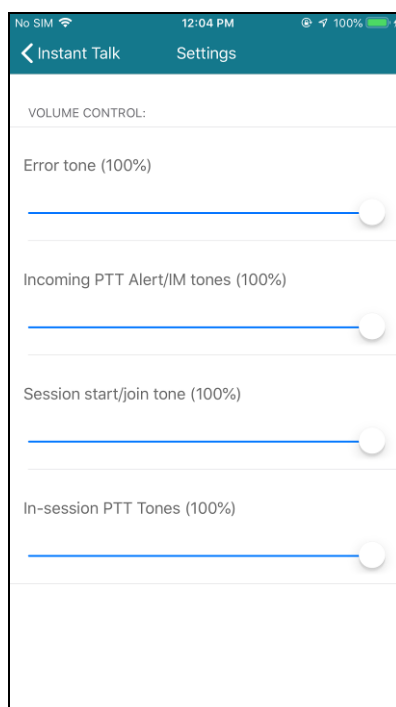 No SIM 12:04 PM 100%
Instant Talk Settings
VOLUME CONTROL:
Error tone (100%)
Incoming PTT Alert/IM tones (100%)
Session start/join tone (100%)
In-session PTT Tones (100%)